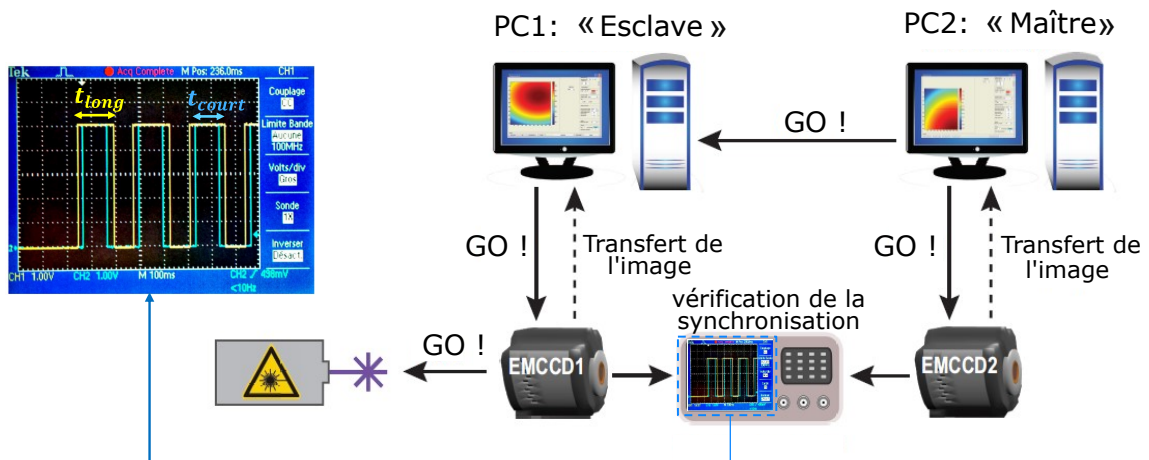 PC1: « Esclave »
PC2: « Maître»
Tek
Acq Complete
M Pos: 236.0ms
CH1
t_long
t_court
Couplage
CC
Limite Bande
Aucune
100MHz
Volts/div
Gros
Sonde
1X
Inverser
Désact.
2
CH1 1.00V
CH2 1.00V
M 100ms
CH2 / 498mV
<10Hz
GO !
GO !
Transfert de
l'image
GO !
Transfert de
l'image
vérification de la
synchronisation
GO !
EMCCD1
EMCCD2